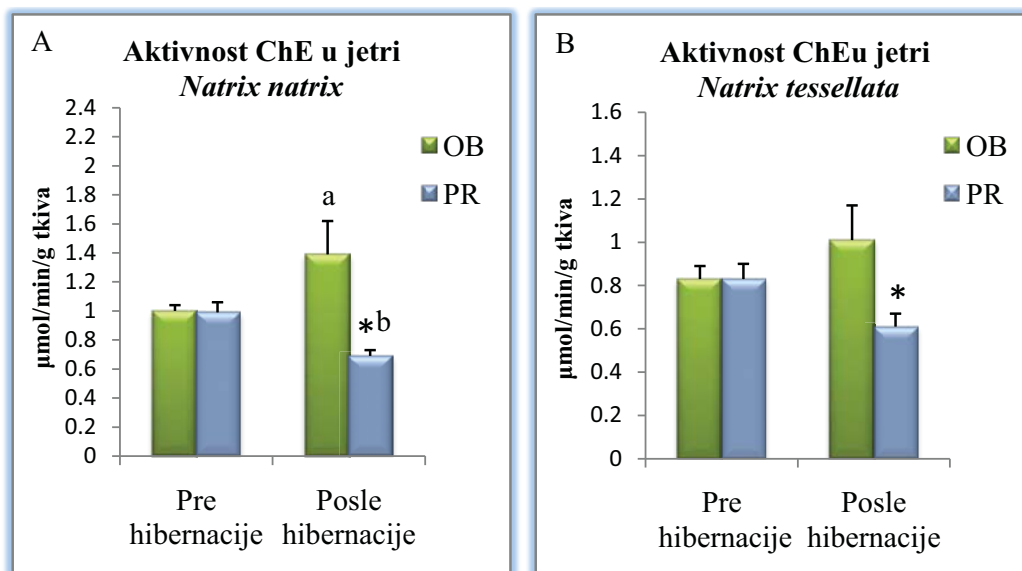 A
Aktivnost ChE u jetri
Natrix natrix
2.4
2.2
2
1.8
1.6
1.4
1.2
1
0.8
0.6
0.4
0.2
0
µmol/min/g tkiva
OB
PR
a
*b
Pre
hibernacije
Posle
hibernacije
B
Aktivnost ChEu jetri
Natrix tessellata
1.6
1.4
1.2
1
0.8
0.6
0.4
0.2
0
µmol/min/g tkiva
OB
PR
*
Pre
hibernacije
Posle
hibernacije